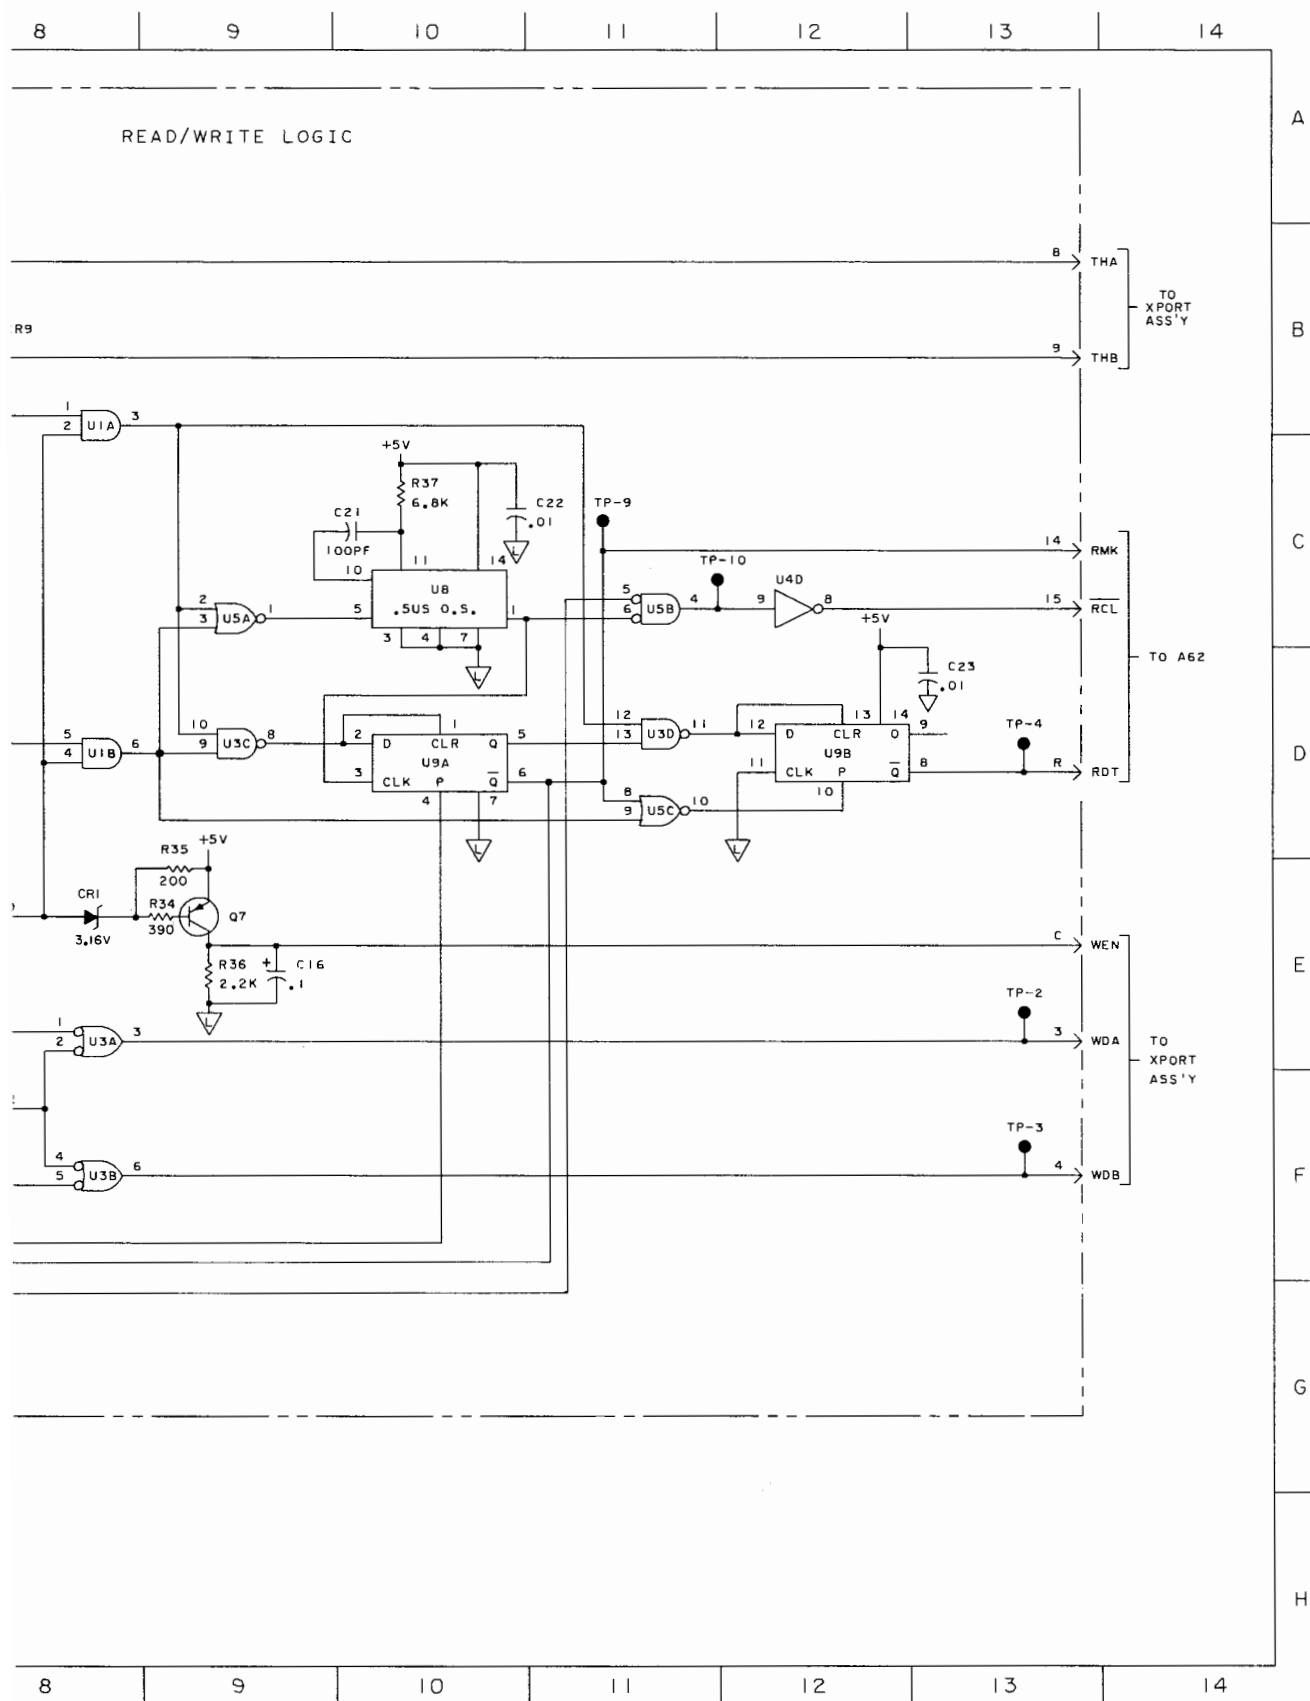 8 9 10 11 12 13 14
A
READ/WRITE LOGIC
8 THA
TO
XPORT
ASS'Y
B
R9
9 THB
1
2 U1A 3
+5V
R37
6.8K
C22
.01
TP-9
C21
100PF
C
14 RMK
10 11 14
TP-10
U8
.5US O.S.
5 1
3 4 7
2
3 U5A 1
5
6 U5B 4
9 U4D 8
15 RCL
+5V
TO A62
C23
.01
10
9 U3C 8
5
4 U1B 6
1
2 D CLR Q 5
U9A
3 CLK P Q 6
4 7
12
13 U3D 11
13 14
12 D CLR Q 9
U9B
11 CLK P Q 8
10
TP-4
R RDT
D
8
9 U5C 10
R35
200
+5V
CR1
3.16V
R34
390
Q7
C WEN
R36
2.2K
+ C16
.1
E
TP-2
1
2 U3A 3
3 WDA
TO
XPORT
ASS'Y
TP-3
4
5 U3B 6
4 WDB
F
G
H
8 9 10 11 12 13 14
L
L
L
L
L
L